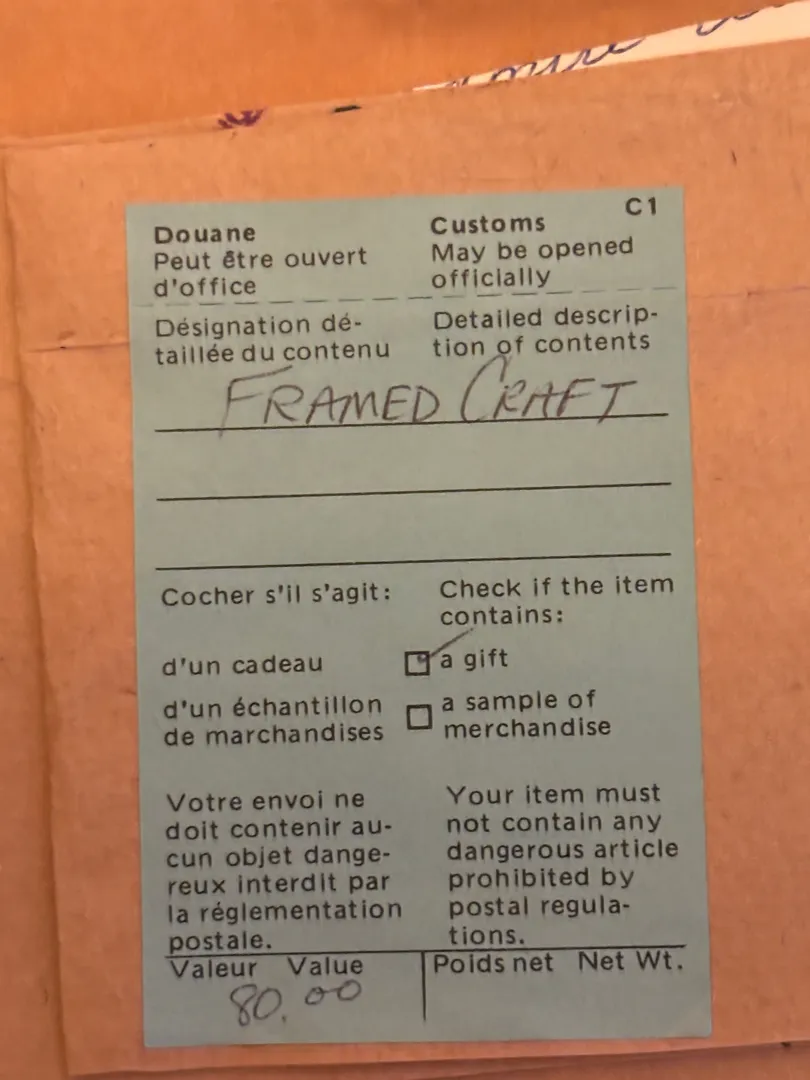 C1
Douane Customs
Peut être ouvert May be opened
d'office officially
Désignation dé- Detailed descrip-
taillée du contenu tion of contents
FRAMED CRAFT
Cocher s'il s'agit: Check if the item
contains:
d'un cadeau a gift
d'un échantillon a sample of
de marchandises merchandise
Votre envoi ne Your item must
doit contenir au- not contain any
cun objet dange- dangerous article
reux interdit par prohibited by
la réglementation postal regula-
postale. tions.
Valeur Value Poids net Net Wt.
80.00